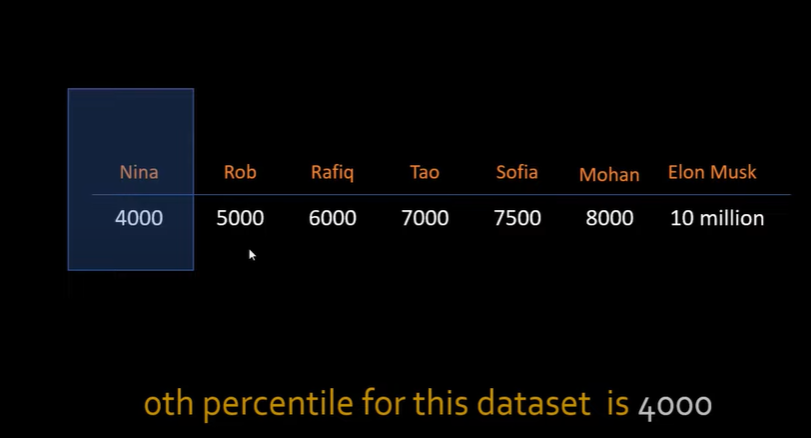 Nina Rob Rafiq Tao Sofia Mohan Elon Musk
4000 5000 6000 7000 7500 8000 10 million
0th percentile for this dataset is 4000